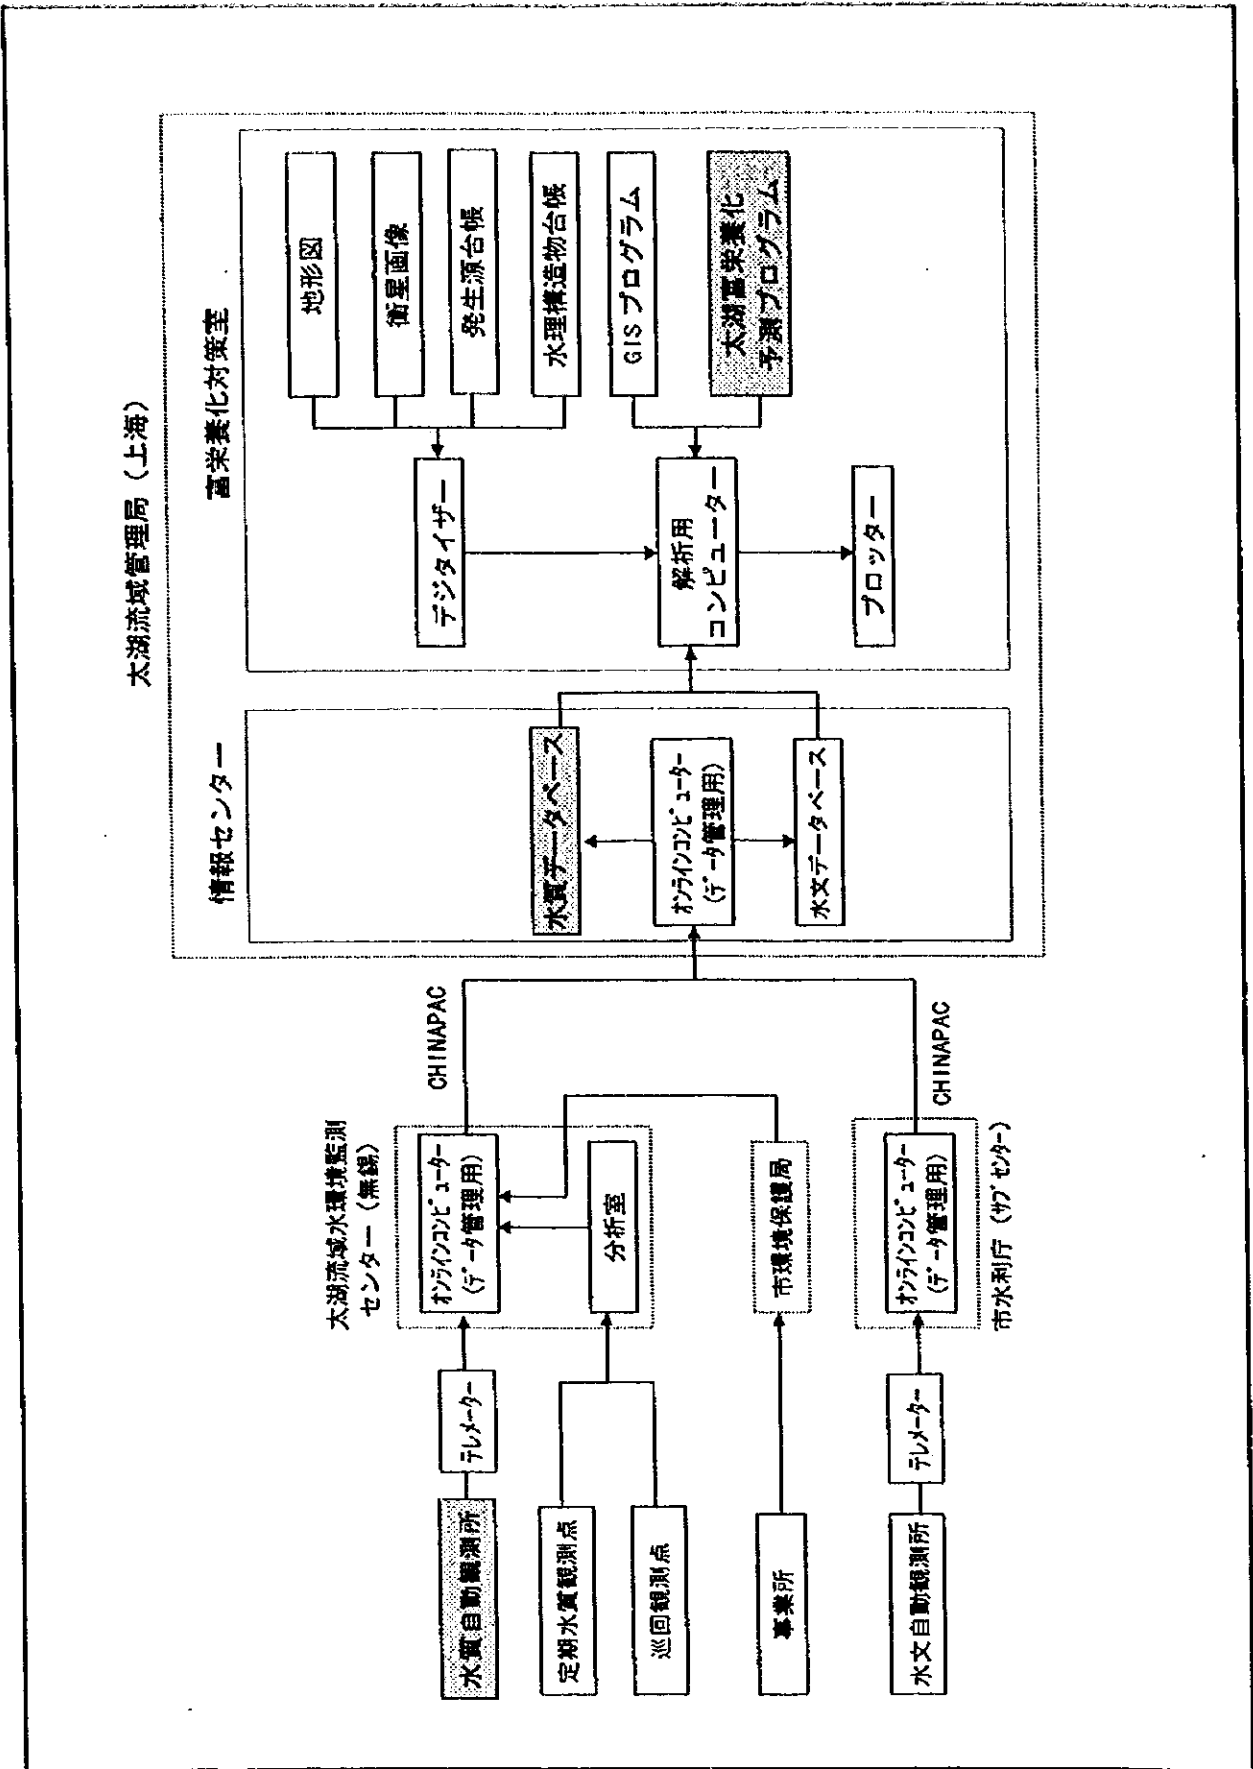 太湖流域管理局（上海）
情報センター
富栄養化対策室
水質データベース
オンラインコンピューター
(データ管理用)
水文データベース
デジタイザー
解析用
コンピューター
プロッター
地形図
衛星画像
発生源台帳
水理構造物台帳
GISプログラム
太湖富栄養化
予測プログラム
太湖流域水環境監測
センター（無錫）
CHINAPAC
オンラインコンピューター
(データ管理用)
分析室
市環境保護局
CHINAPAC
オンラインコンピューター
(データ管理用)
市水利庁（サブセンター）
水質自動観測所
テレメーター
定期水質観測点
巡回観測点
事業所
水文自動観測所
テレメーター